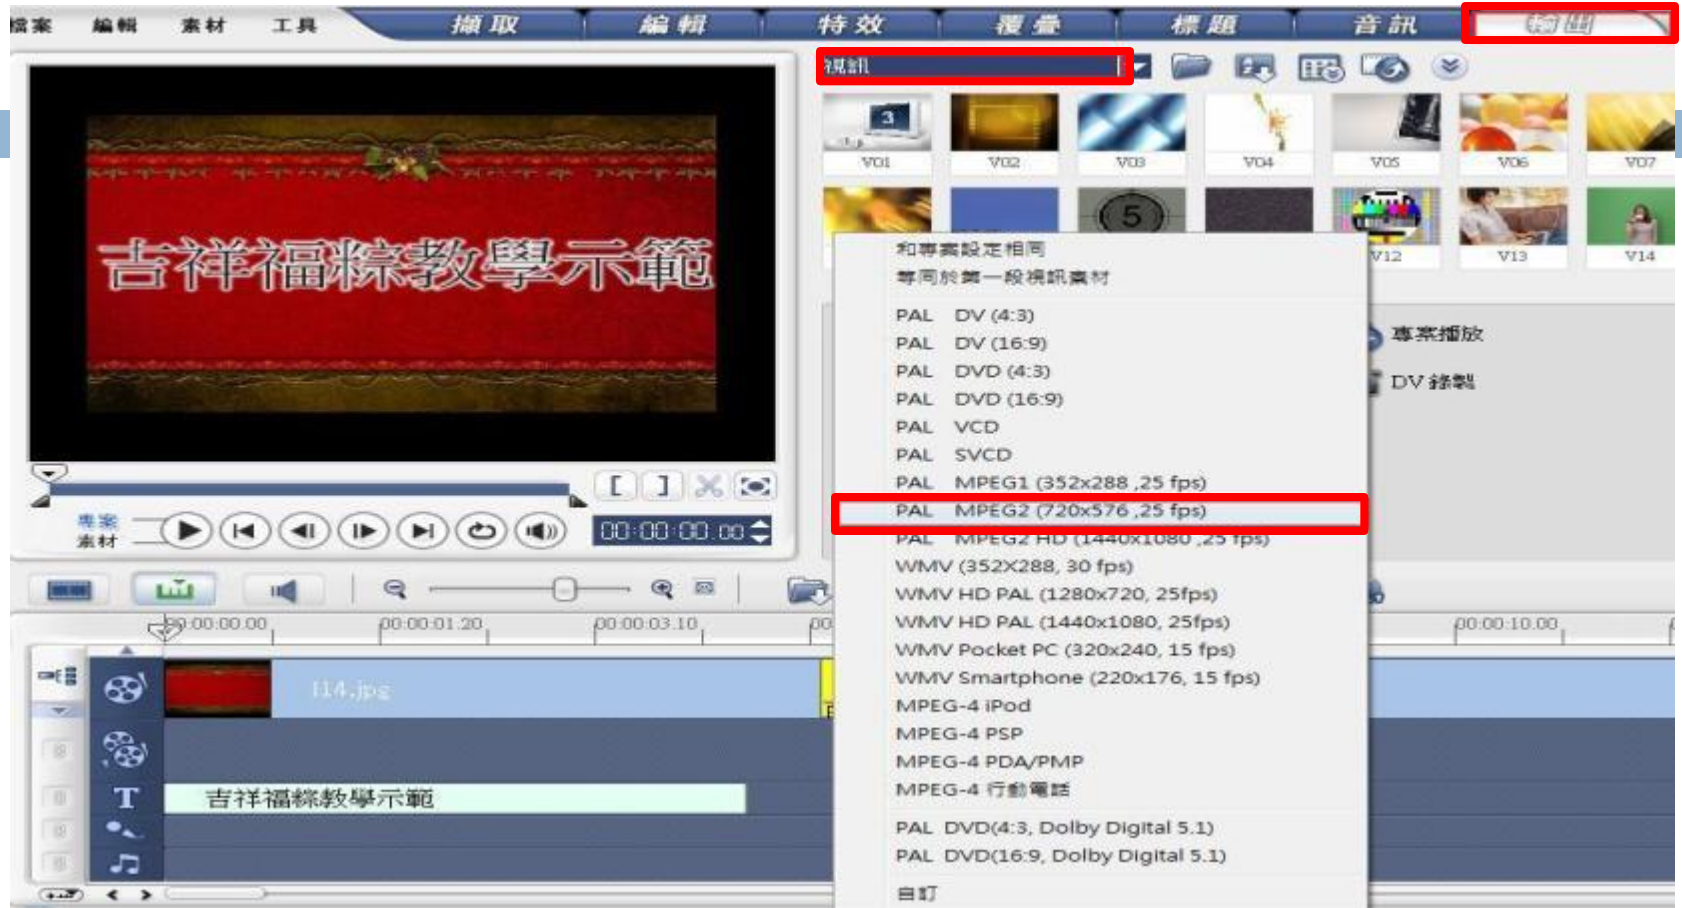 檔案 編輯 素材 工具 擷取 編輯 特效 覆疊 標題 音訊 輸出
視訊
3
V01 V02 V03 V04 V05 V06 V07
5
V12 V13 V14
吉祥福粽教學示範
和專案設定相同
等同於第一段視訊素材
PAL DV (4:3)
PAL DV (16:9)
PAL DVD (4:3)
PAL DVD (16:9)
PAL VCD
PAL SVCD
PAL MPEG1 (352x288 ,25 fps)
PAL MPEG2 (720x576 ,25 fps)
PAL MPEG2 HD (1440x1080 ,25 fps)
WMV (352X288, 30 fps)
WMV HD PAL (1280x720, 25fps)
WMV HD PAL (1440x1080, 25fps)
WMV Pocket PC (320x240, 15 fps)
WMV Smartphone (220x176, 15 fps)
MPEG-4 iPod
MPEG-4 PSP
MPEG-4 PDA/PMP
MPEG-4 行動電話
PAL DVD(4:3, Dolby Digital 5.1)
PAL DVD(16:9, Dolby Digital 5.1)
自訂
專案播放
DV 錄製
專案
素材
00:00:00.00
00:00:00.00 00:00:01.20 00:00:03.10 00:00:10.00
I14.jpg
T 吉祥福粽教學示範